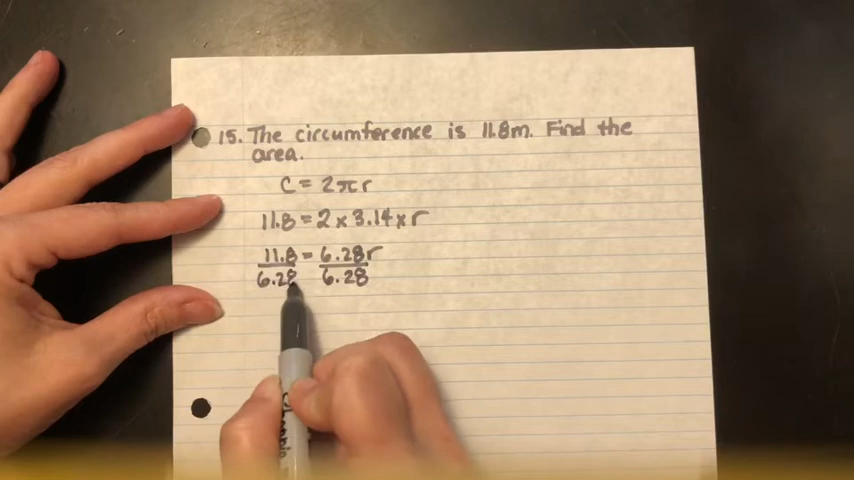 15. The circumference is 11.8m. Find the
area.
C = 2πr
11.8 = 2 x 3.14 x r
11.8 = 6.28r
6.28 6.28